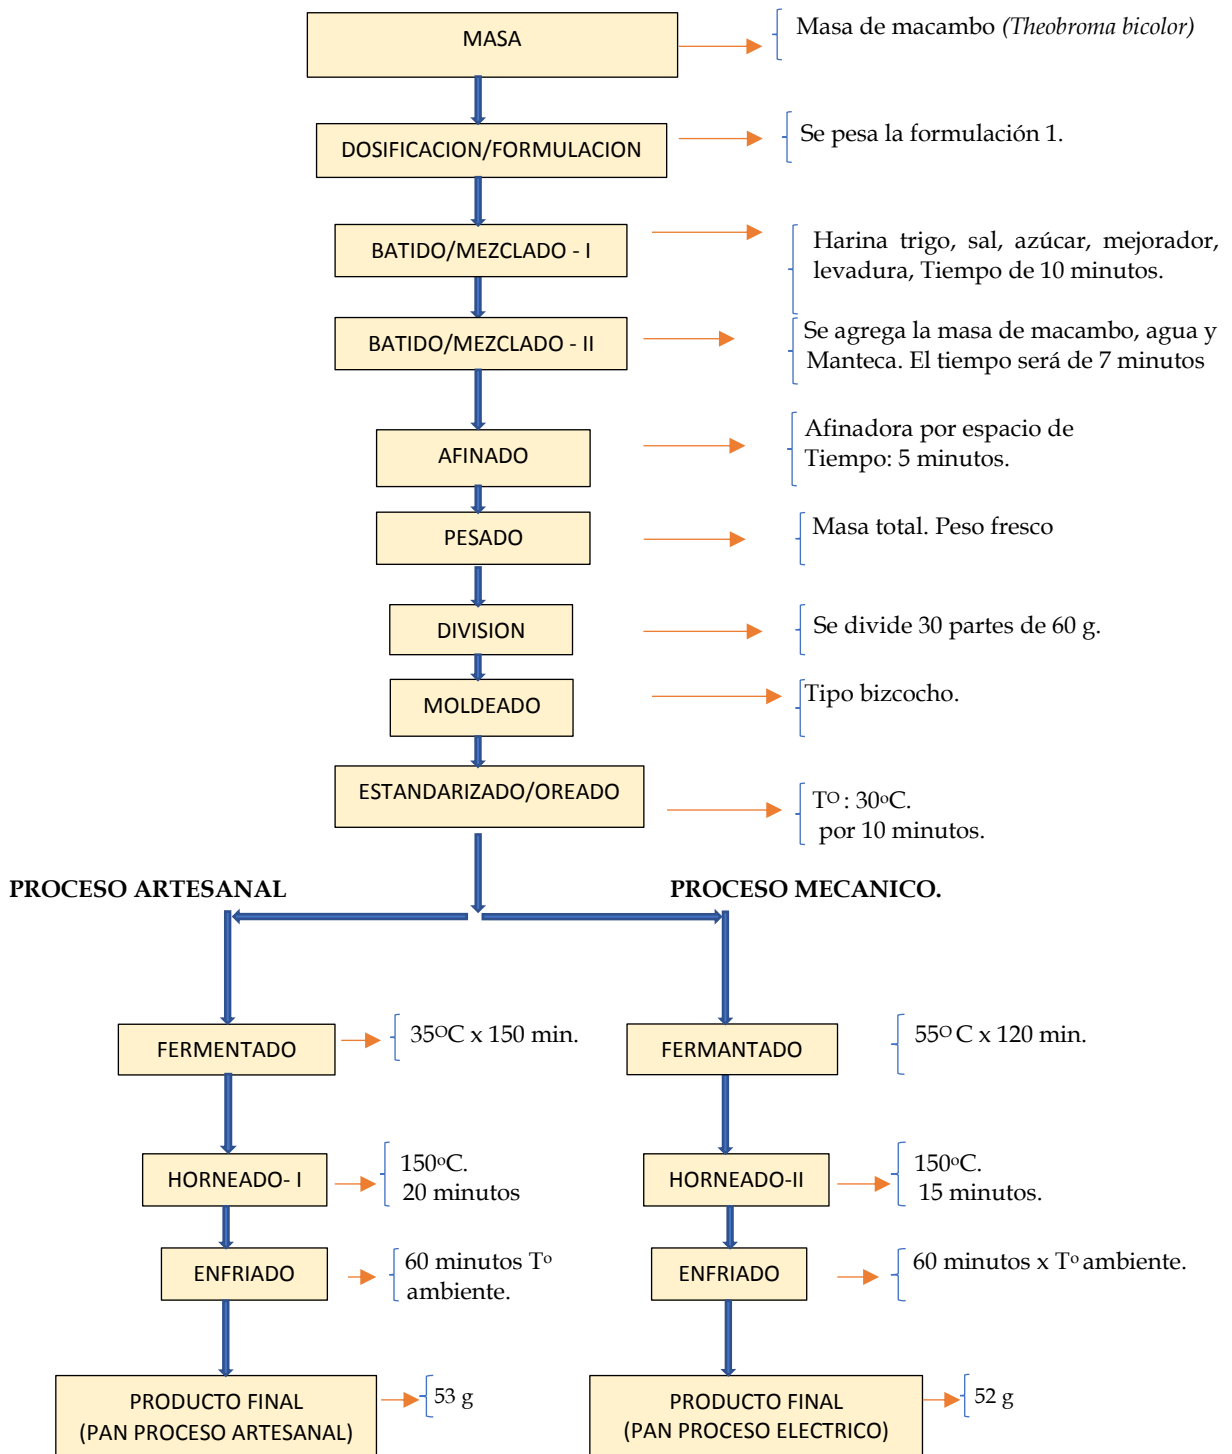 MASA
Masa de macambo (Theobroma bicolor)
DOSIFICACION/FORMULACION
Se pesa la formulación 1.
BATIDO/MEZCLADO - I
Harina trigo, sal, azúcar, mejorador,
levadura, Tiempo de 10 minutos.
BATIDO/MEZCLADO - II
Se agrega la masa de macambo, agua y
Manteca. El tiempo será de 7 minutos
AFINADO
Afinadora por espacio de
Tiempo: 5 minutos.
PESADO
Masa total. Peso fresco
DIVISION
Se divide 30 partes de 60 g.
MOLDEADO
Tipo bizcocho.
ESTANDARIZADO/OREADO
TO : 30oC.
por 10 minutos.
PROCESO ARTESANAL
PROCESO MECANICO.
FERMENTADO
35OC x 150 min.
FERMANTADO
55O C x 120 min.
HORNEADO- I
150oC.
20 minutos
HORNEADO-II
150oC.
15 minutos.
ENFRIADO
60 minutos To
ambiente.
ENFRIADO
60 minutos x To ambiente.
PRODUCTO FINAL
(PAN PROCESO ARTESANAL)
53 g
PRODUCTO FINAL
(PAN PROCESO ELECTRICO)
52 g